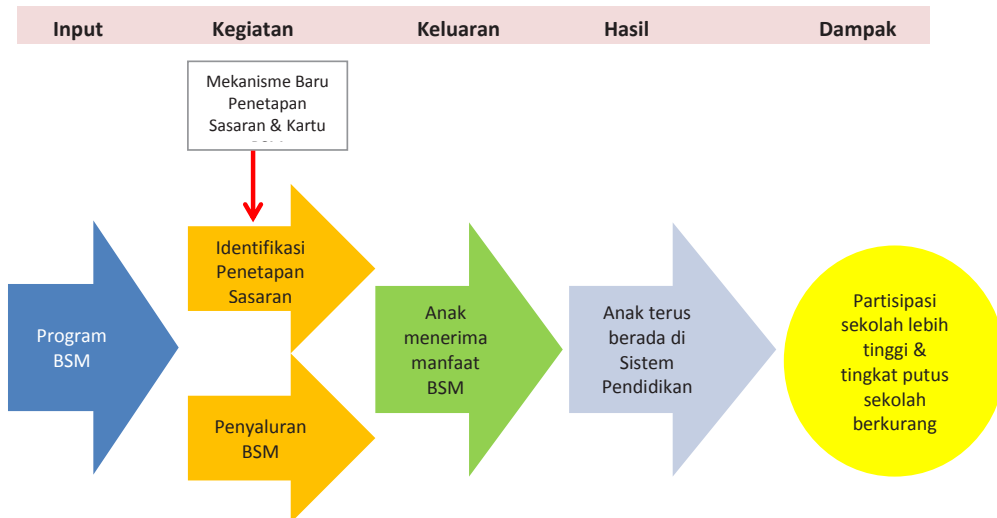 Input Kegiatan Keluaran Hasil Dampak
Mekanisme Baru
Penetapan
Sasaran & Kartu
Identifikasi
Penetapan
Sasaran
Program
BSM
Penyaluran
BSM
Anak
menerima
manfaat
BSM
Anak terus
berada di
Sistem
Pendidikan
Partisipasi
sekolah lebih
tinggi &
tingkat putus
sekolah
berkurang